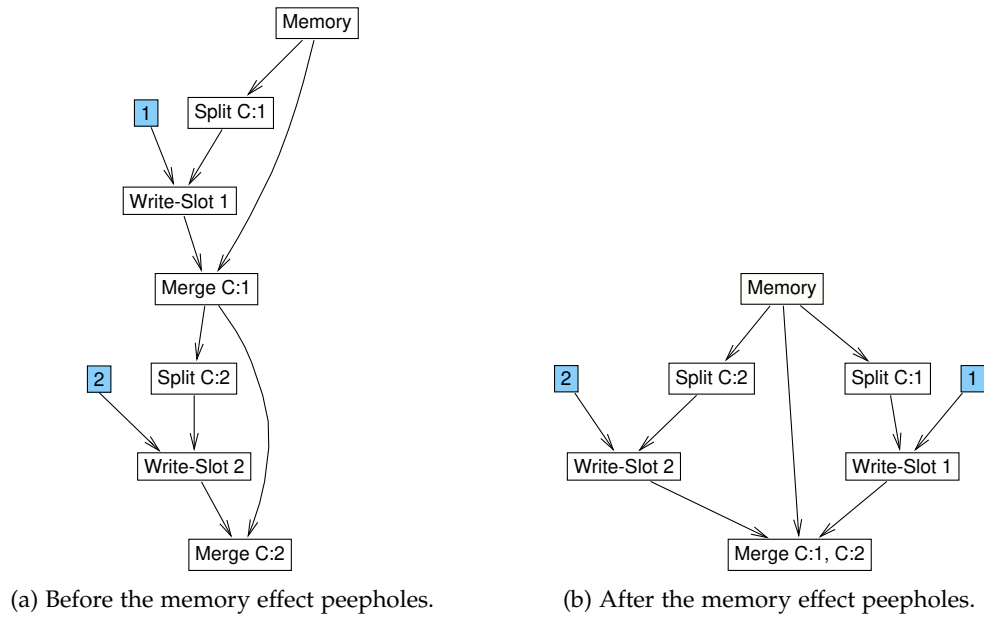 Memory
1
Split C:1
Write-Slot 1
Merge C:1
2
Split C:2
Write-Slot 2
Merge C:2
(a) Before the memory effect peepholes.
Memory
2
Split C:2
Split C:1
1
Write-Slot 2
Write-Slot 1
Merge C:1, C:2
(b) After the memory effect peepholes.